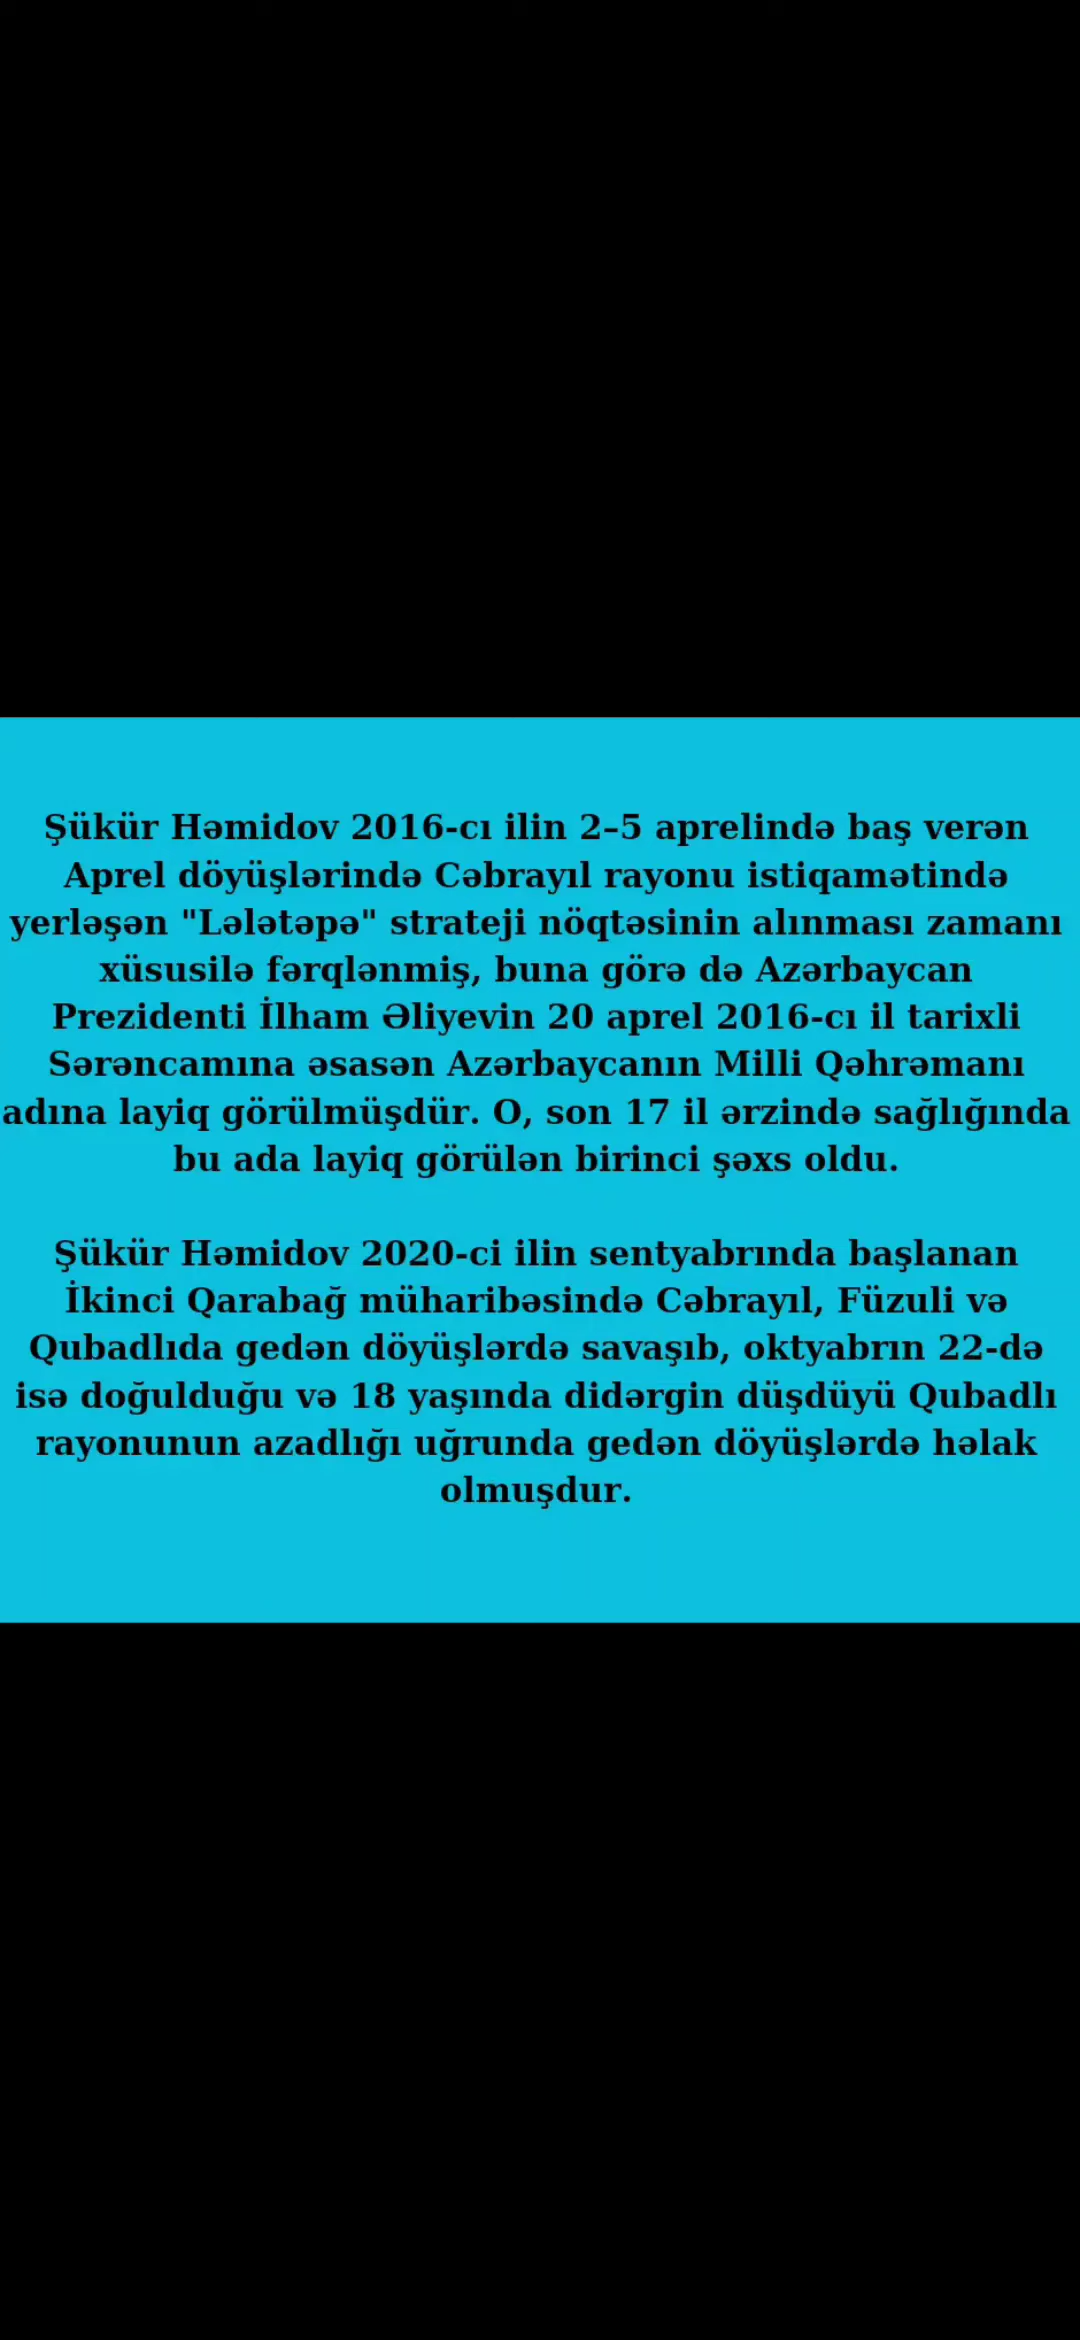 Şükür Həmidov 2016-cı ilin 2–5 aprelində baş verən
Aprel döyüşlərində Cəbrayıl rayonu istiqamətində
yerləşən "Lələtəpə" strateji nöqtəsinin alınması zamanı
xüsusilə fərqlənmiş, buna görə də Azərbaycan
Prezidenti İlham Əliyevin 20 aprel 2016-cı il tarixli
Sərəncamına əsasən Azərbaycanın Milli Qəhrəmanı
adına layiq görülmüşdür. O, son 17 il ərzində sağlığında
bu ada layiq görülən birinci şəxs oldu.
Şükür Həmidov 2020-ci ilin sentyabrında başlanan
İkinci Qarabağ müharibəsində Cəbrayıl, Füzuli və
Qubadlıda gedən döyüşlərdə savaşıb, oktyabrın 22-də
isə doğulduğu və 18 yaşında didərgin düşdüyü Qubadlı
rayonunun azadlığı uğrunda gedən döyüşlərdə həlak
olmuşdur.